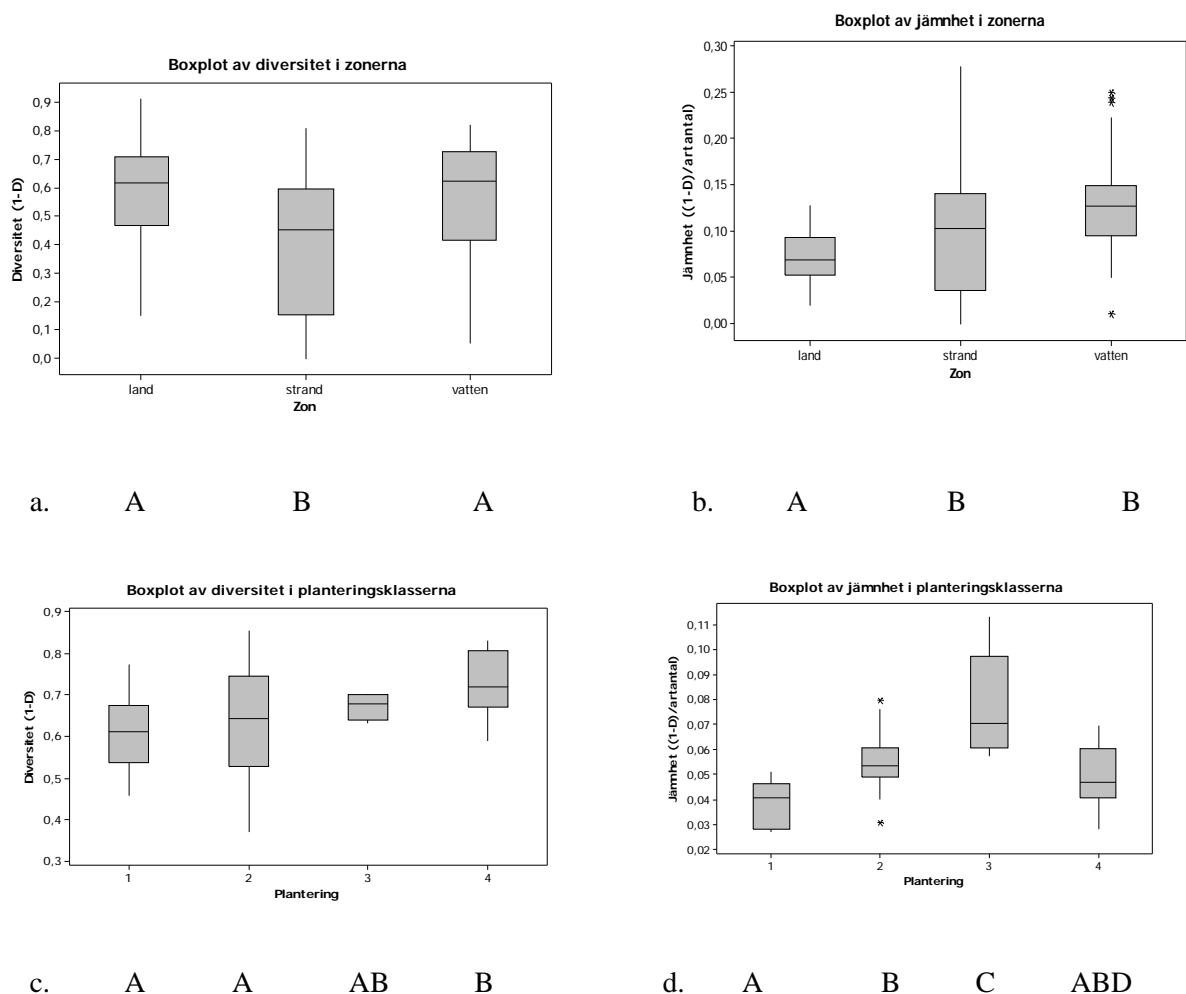 Boxplot av diversitet i zonerna
Diversitet (1-D)
0,9
0,8
0,7
0,6
0,5
0,4
0,3
0,2
0,1
0,0
land strand vatten
Zon
Boxplot av jämnhet i zonerna
Jämnhet ((1-D)/artantal)
0,30
0,25
0,20
0,15
0,10
0,05
0,00
land strand vatten
Zon
a. A B A
b. A B B
Boxplot av diversitet i planteringsklasserna
Diversitet (1-D)
0,9
0,8
0,7
0,6
0,5
0,4
0,3
1 2 3 4
Plantering
Boxplot av jämnhet i planteringsklasserna
Jämnhet ((1-D)/artantal)
0,11
0,10
0,09
0,08
0,07
0,06
0,05
0,04
0,03
0,02
1 2 3 4
Plantering
c. A A AB B
d. A B C ABD